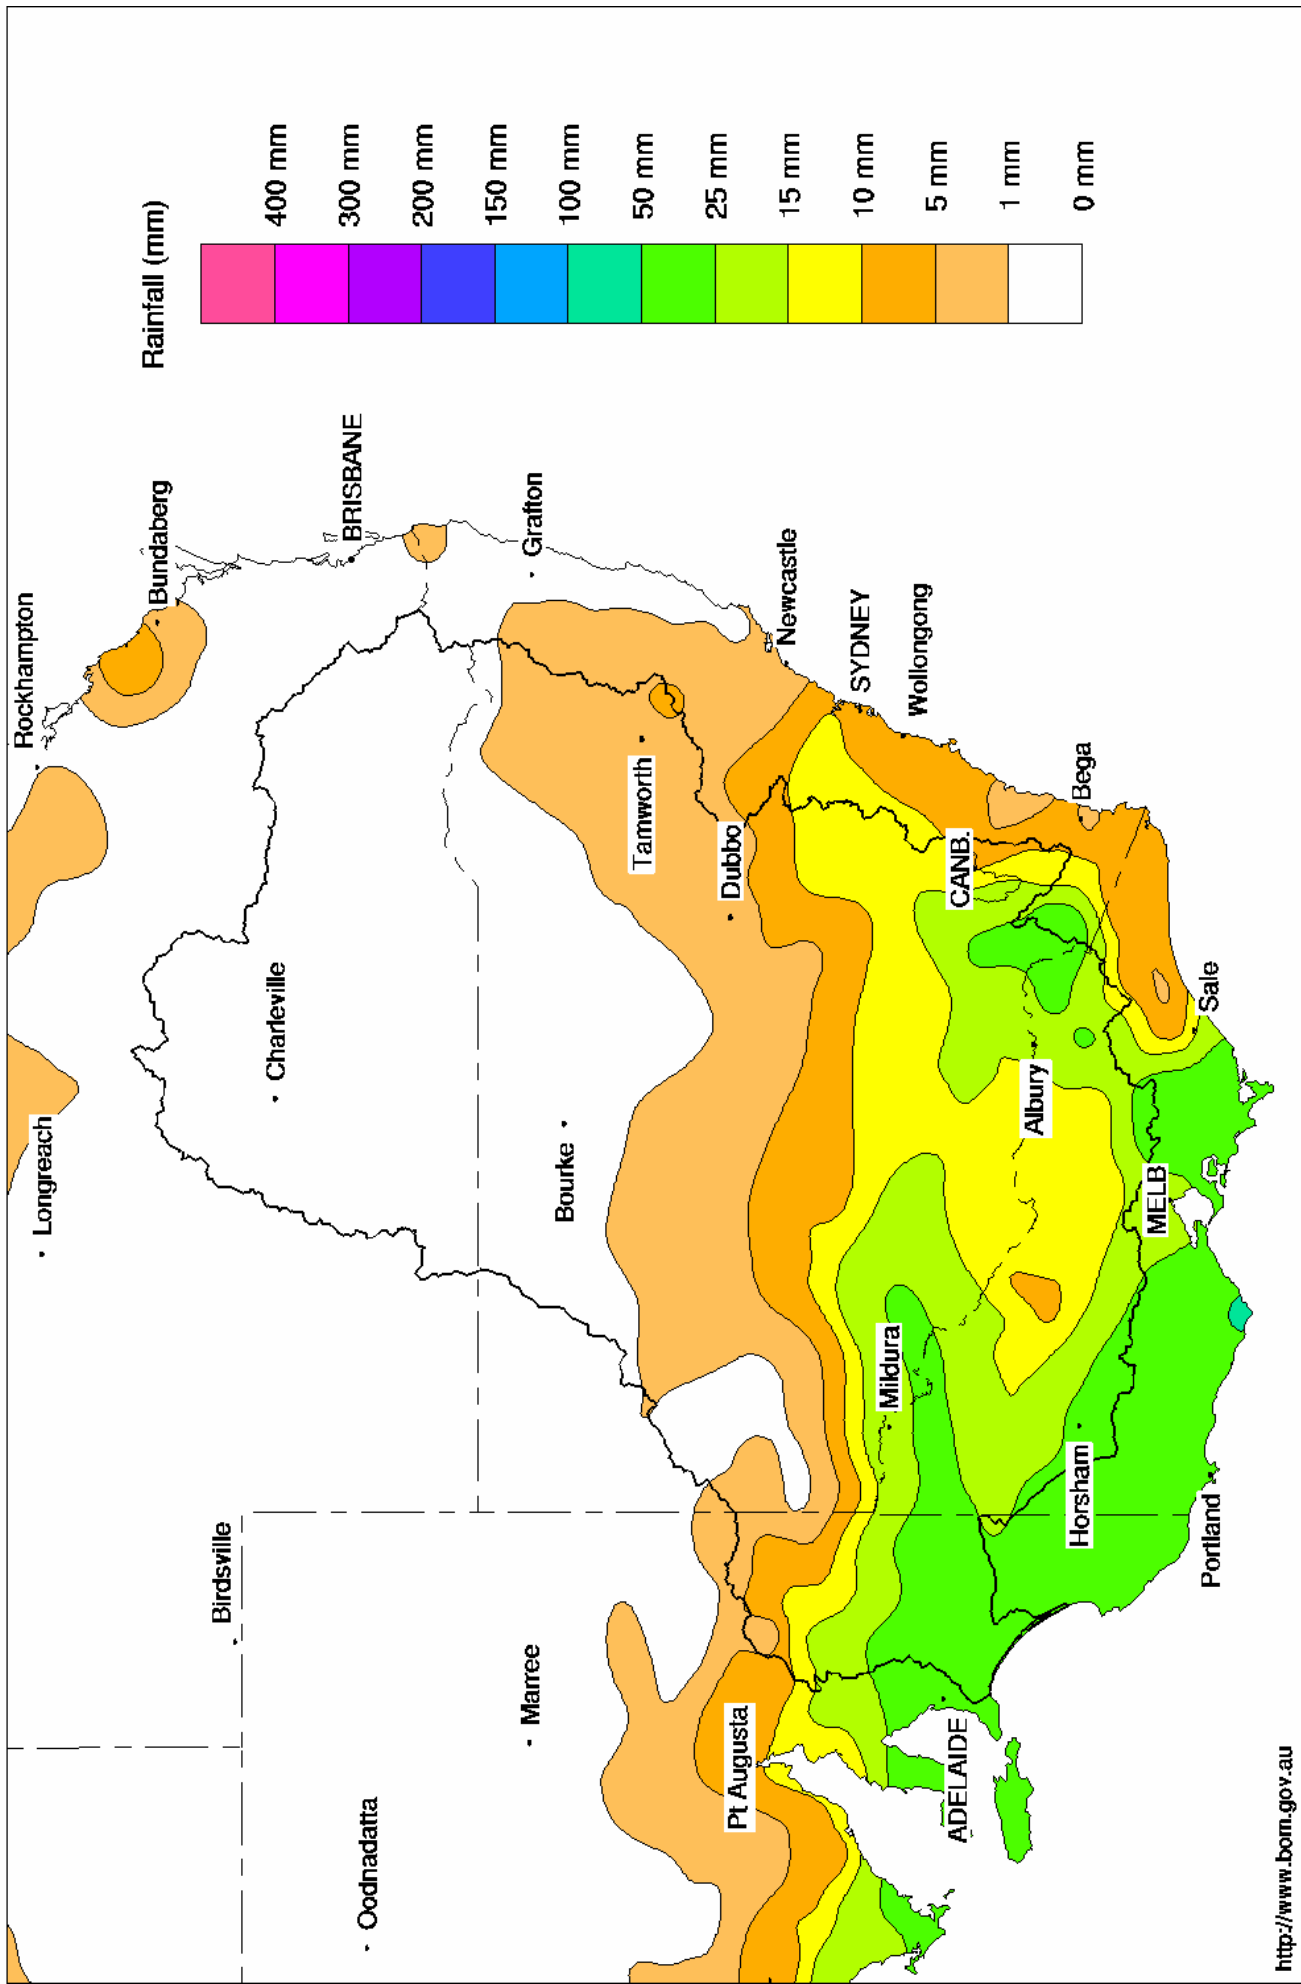 Longreach
Rockhampton
Bundaberg
Birdsville
Charleville
BRISBANE
Oodnadatta
Marree
Bourke
Grafton
Tamworth
Pt Augusta
Dubbo
Newcastle
Mildura
SYDNEY
Wollongong
ADELAIDE
CANB.
Albury
Bega
Horsham
MELB
Portland
Sale
Rainfall (mm)
400 mm
300 mm
200 mm
150 mm
100 mm
50 mm
25 mm
15 mm
10 mm
5 mm
1 mm
0 mm
http://www.bom.gov.au